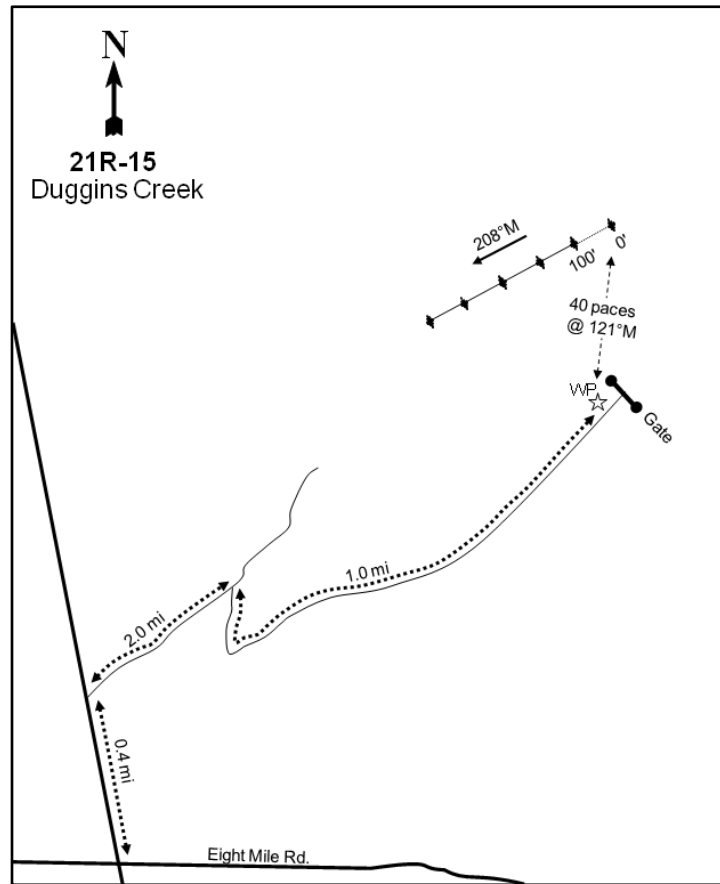 N
21R-15
Duggins Creek
208°M
0'
100'
40 paces
@ 121°M
WP
Gate
1.0 mi
2.0 mi
0.4 mi
Eight Mile Rd.